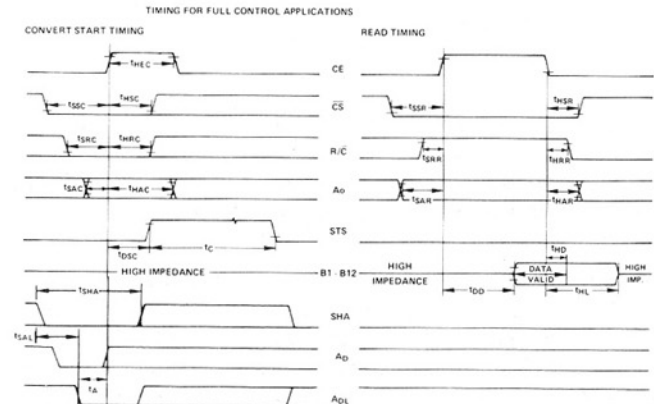 TIMING FOR FULL CONTROL APPLICATIONS
CONVERT START TIMING
READ TIMING
tHEC
CE
tSSC
tHSC
CS
tSSR
tHSR
tSRC
tHRC
R/C
tSRR
tHRR
tSAC
tHAC
Ao
tSAR
tHAR
STS
tDSC
tC
tHD
HIGH IMPEDANCE
B1 - B12
HIGH
IMPEDANCE
DATA
VALID
HIGH
IMP.
tDD
tHL
tSHA
SHA
tSAL
AD
tA
ADL